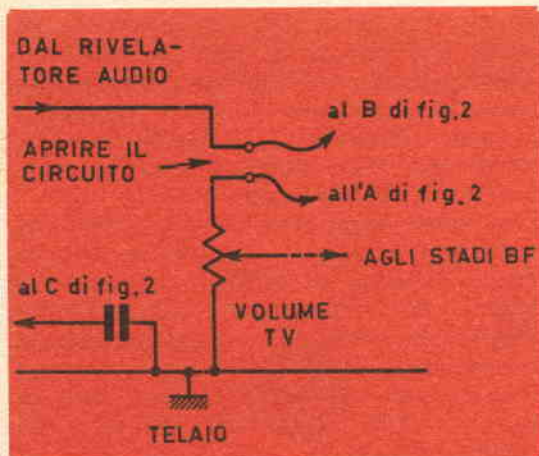 DAL RIVELA-
TORE AUDIO
al B di fig.2
APRIRE IL
CIRCUITO
all'A di fig.2
AGLI STADI BF
al C di fig.2
VOLUME
TV
TELAIO